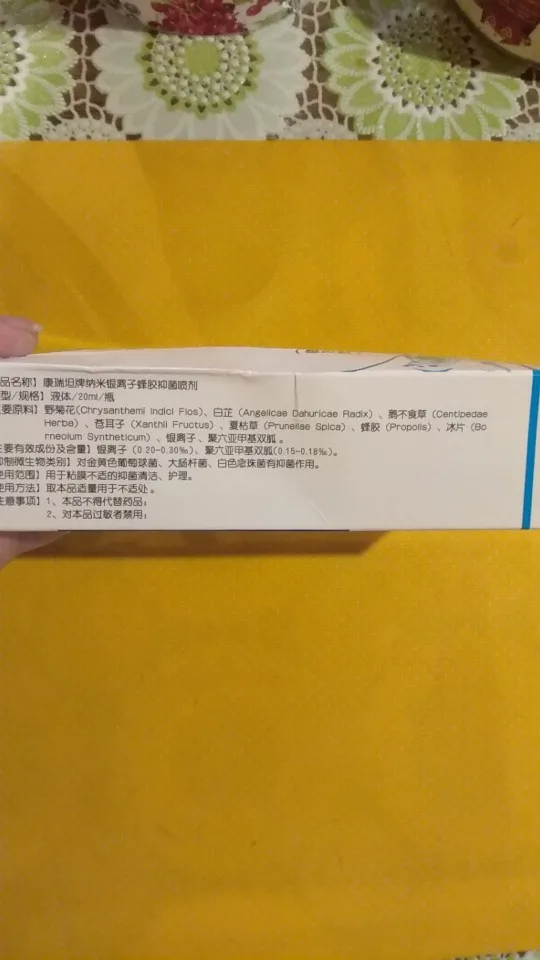 品名称】康瑞坦牌纳米银离子蜂胶抑菌喷剂
型/规格】液体/20ml/瓶
要原料】野菊花(Chrysanthemi Indici Flos)、白芷(Angelicae Dahuricae Radix)、鹅不食草(Centipedae
Herba)、苍耳子(Xanthii Fructus)、夏枯草(Prunellae Spica)、蜂胶(Propolis)、冰片(Bo
rneolum Syntheticum)、银离子、聚六亚甲基双胍。
主要有效成份及含量】银离子(0.20-0.30‰)、聚六亚甲基双胍(0.15-0.18‰)。
抑制微生物类别】对金黄色葡萄球菌、大肠杆菌、白色念珠菌有抑菌作用。
使用范围】用于粘膜不适的抑菌清洁、护理。
使用方法】取本品适量用于不适处。
注意事项】1、本品不得代替药品；
2、对本品过敏者禁用；